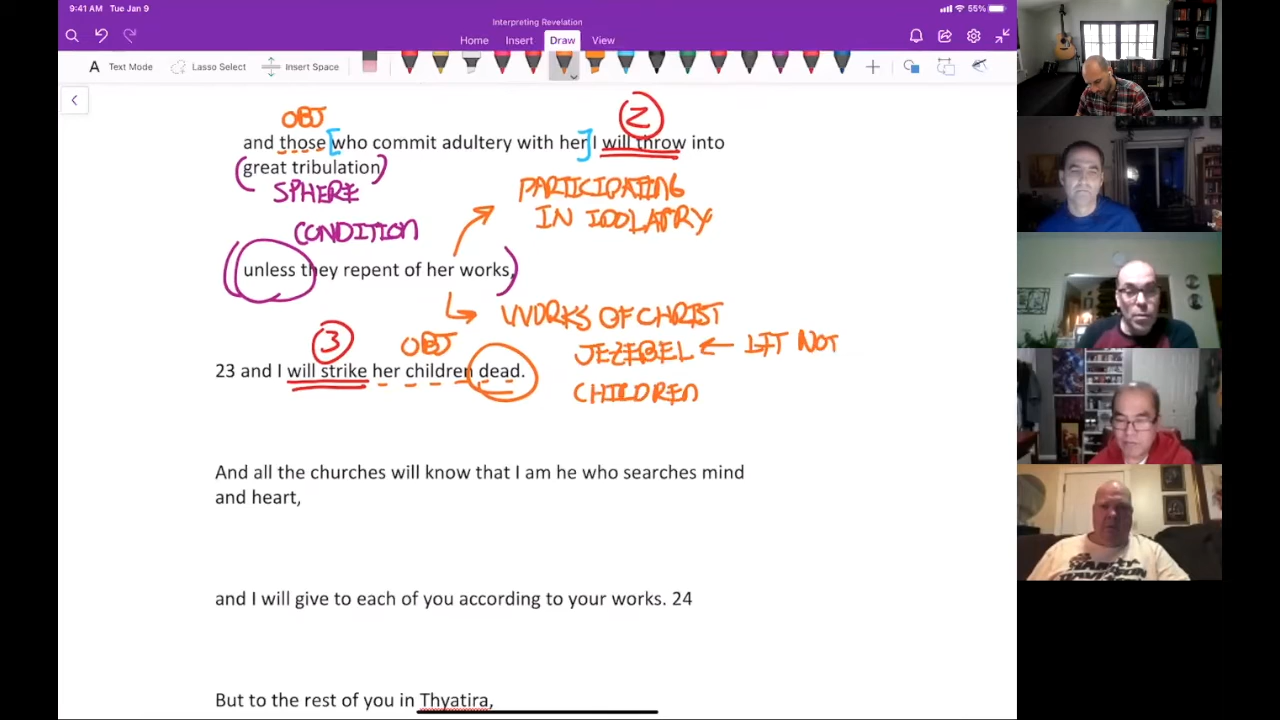 9:41 AM Tue Jan 9
55%
Interpreting Revelation
Home Insert Draw View
A Text Mode Lasso Select Insert Space
OBJ
2
and those [who commit adultery with her] I will throw into
(great tribulation)
SPHERE
PARTICIPATING
IN IDOLATRY
CONDITION
(unless they repent of her works,)
WORKS OF CHRIST
3
OBJ
JEZEBEL ← LIT NOT
23 and I will strike her children dead.
CHILDREN
And all the churches will know that I am he who searches mind
and heart,
and I will give to each of you according to your works. 24
But to the rest of you in Thyatira,